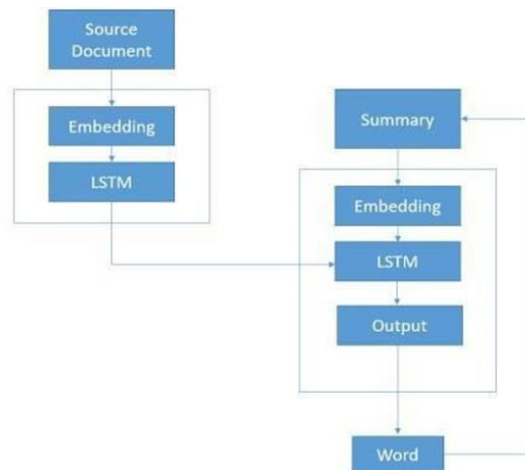 Source
Document
Embedding
LSTM
Summary
Embedding
LSTM
Output
Word